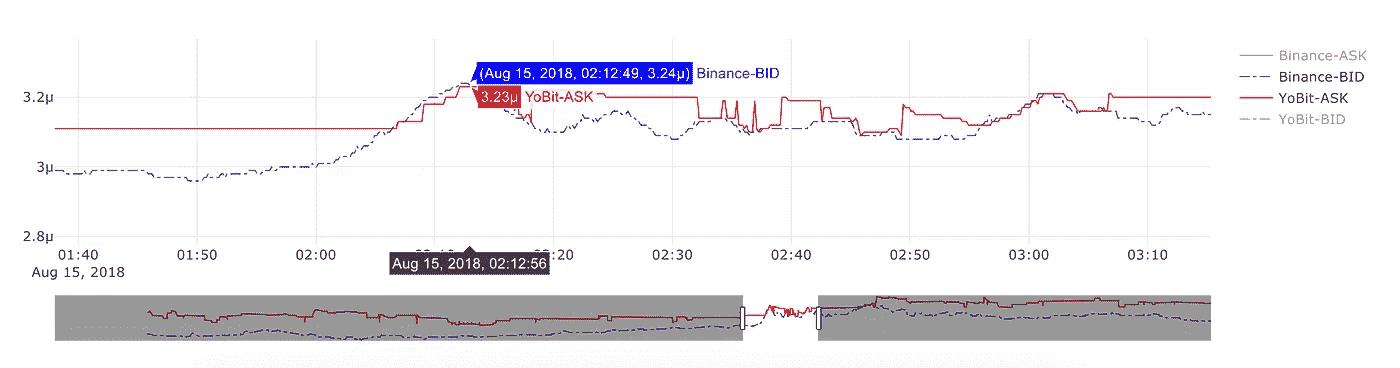 (Aug 15, 2018, 02:12:49, 3.24µ) Binance-BID
3.23µ YoBit-ASK
3.2µ
3µ
2.8µ
01:40 01:50 02:00 02:20 02:30 02:40 02:50 03:00 03:10
Aug 15, 2018
Aug 15, 2018, 02:12:56
Binance-ASK
Binance-BID
YoBit-ASK
YoBit-BID